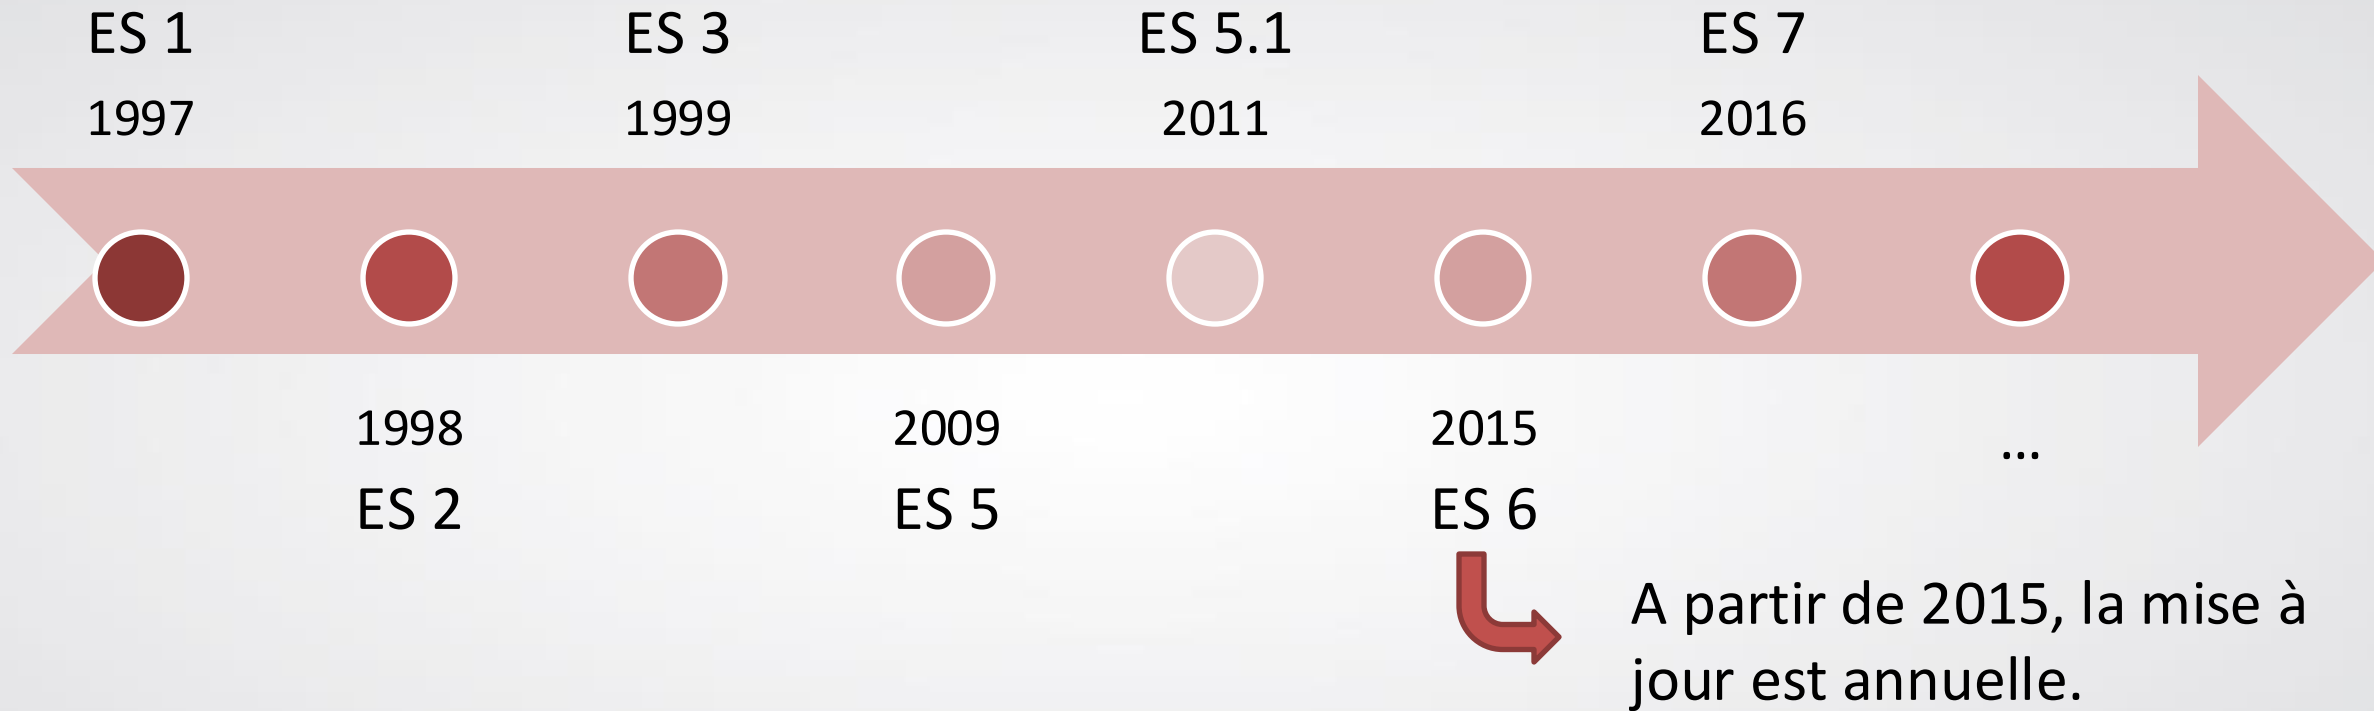 ES 1
1997
1998
ES 2
ES 3
1999
2009
ES 5
ES 5.1
2011
2015
ES 6
ES 7
2016
...
A partir de 2015, la mise à
jour est annuelle.